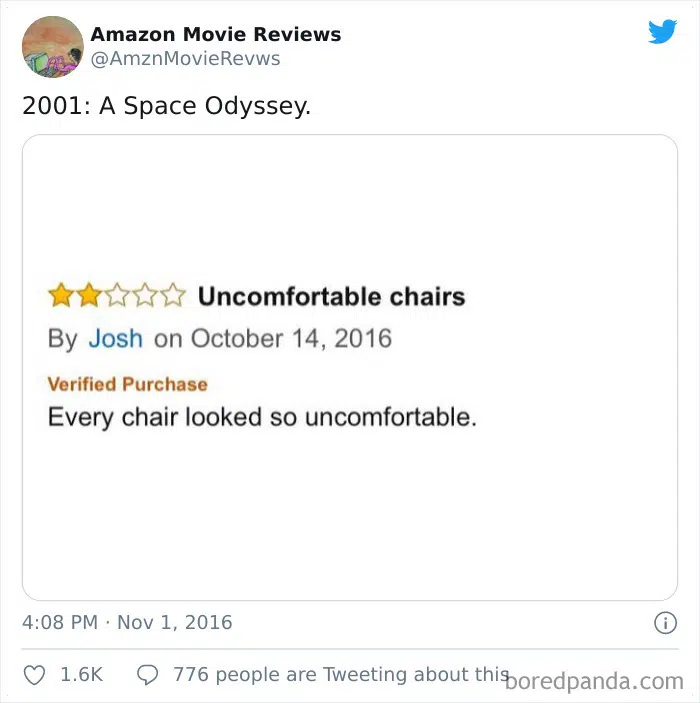 Amazon Movie Reviews
@AmznMovieRevws
2001: A Space Odyssey.
Uncomfortable chairs
By Josh on October 14, 2016
Verified Purchase
Every chair looked so uncomfortable.
4:08 PM · Nov 1, 2016
1.6K 776 people are Tweeting about this
boredpanda.com